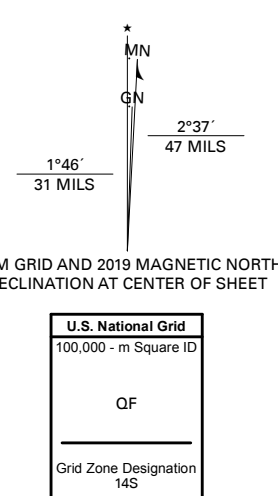 ★
MN
GN
2°37´
47 MILS
1°46´
31 MILS
M GRID AND 2019 MAGNETIC NORTH
ECLINATION AT CENTER OF SHEET
U.S. National Grid
100,000 - m Square ID
QF
Grid Zone Designation
14S